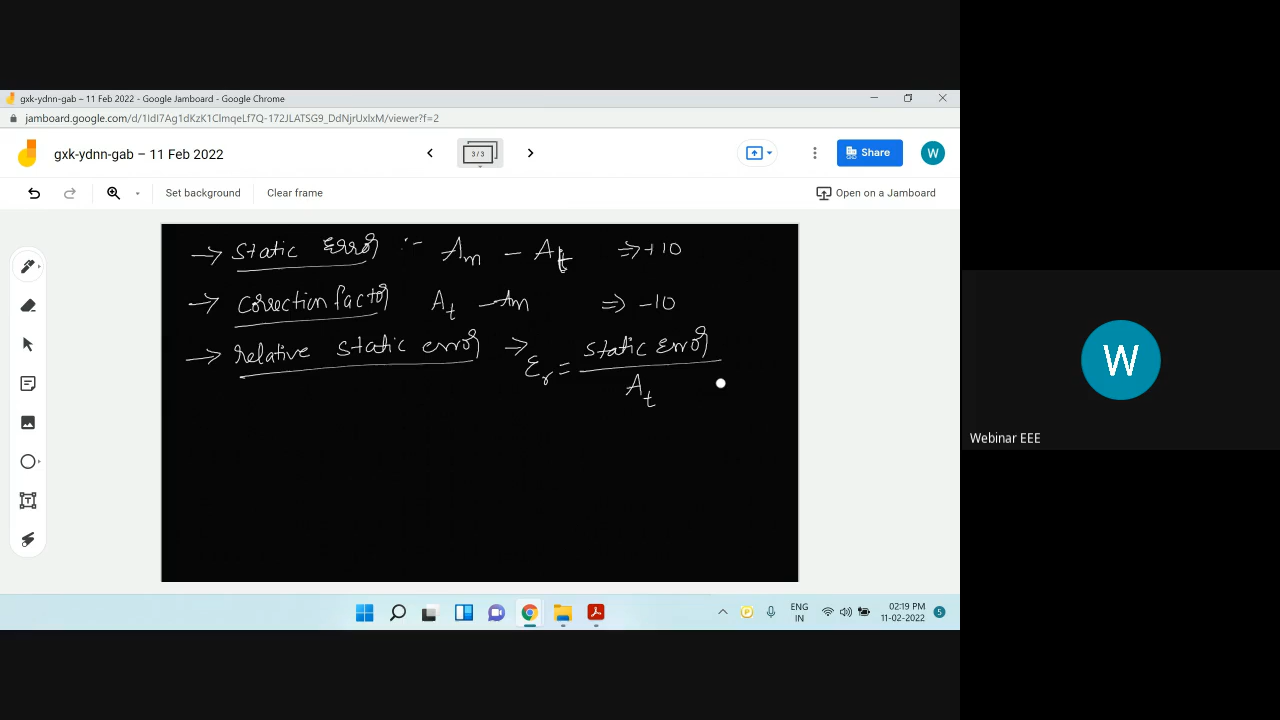 gxk-ydnn-gab – 11 Feb 2022 - Google Jamboard - Google Chrome
jamboard.google.com/d/1IdI7Ag1dKzK1ClmqeLf7Q-172JLATSG9_DdNjrUxlxM/viewer?f=2
gxk-ydnn-gab – 11 Feb 2022
3 / 3
Share
W
Set background
Clear frame
Open on a Jamboard
→ Static Error :- Am - At ⇒ +10
→ Correction factor At - Am ⇒ -10
→ relative static error → Er = Static Error / At
W
Webinar EEE
ENG
IN
02:19 PM
11-02-2022
5